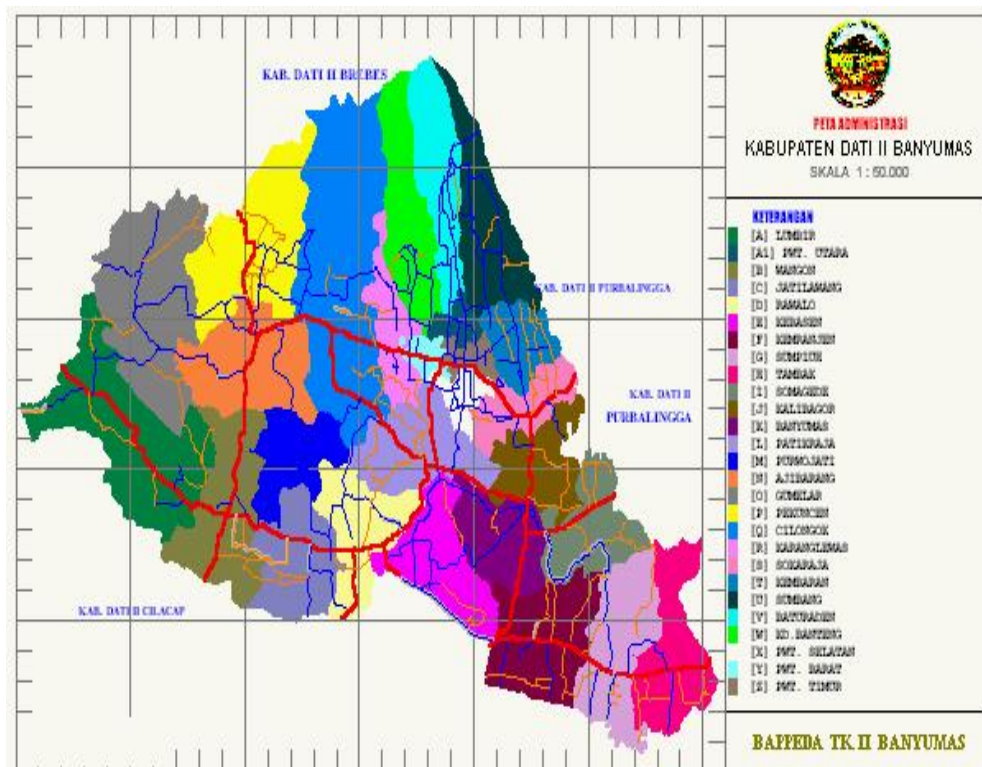 KAB. DATI II BREBES
KAB. DATI II PURBALINGGA
KAB. DATI II
PURBALINGGA
KAB. DATI II CILACAP
PETA ADMINISTRASI
KABUPATEN DATI II BANYUMAS
SKALA 1 : 50.000
KETERANGAN
[A] LUMBIR
[A1] PWT. UTARA
[B] WANGON
[C] JATILAWANG
[D] RAWALO
[E] KEBASEN
[F] KEMRANJEN
[G] SUMPIUH
[H] TAMBAK
[I] SOMAGEDE
[J] KALIBAGOR
[K] BANYUMAS
[L] PATIKRAJA
[M] PURWOJATI
[N] AJIBARANG
[O] GUMELAR
[P] PEKUNCEN
[Q] CILONGOK
[R] KARANGLEWAS
[S] SOKARAJA
[T] KEMBARAN
[U] SUMBANG
[V] BATURADEN
[W] KD.BANTENG
[X] PWT. SELATAN
[Y] PWT. BARAT
[Z] PWT. TIMUR
BAPPEDA TK. II BANYUMAS